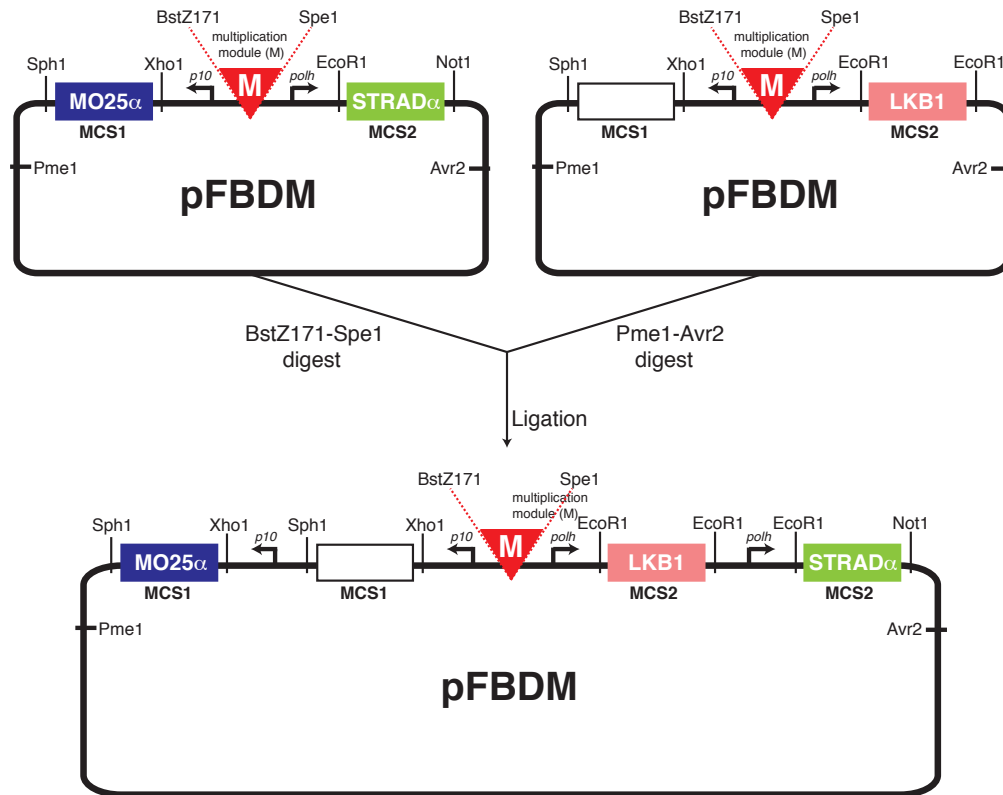 BstZ171 Spe1
multiplication
module (M)
Sph1 Xho1 p10 M polh EcoR1 Not1
MO25α STRADα
MCS1 MCS2
Pme1 Avr2
pFBDM
BstZ171 Spe1
multiplication
module (M)
Sph1 Xho1 p10 M polh EcoR1 EcoR1
LKB1
MCS1 MCS2
Pme1 Avr2
pFBDM
BstZ171-Spe1
digest
Pme1-Avr2
digest
Ligation
BstZ171 Spe1
multiplication
module (M)
Sph1 Xho1 p10 Sph1 Xho1 p10 M polh EcoR1 EcoR1 polh EcoR1 Not1
MO25α LKB1 STRADα
MCS1 MCS1 MCS2 MCS2
Pme1 Avr2
pFBDM